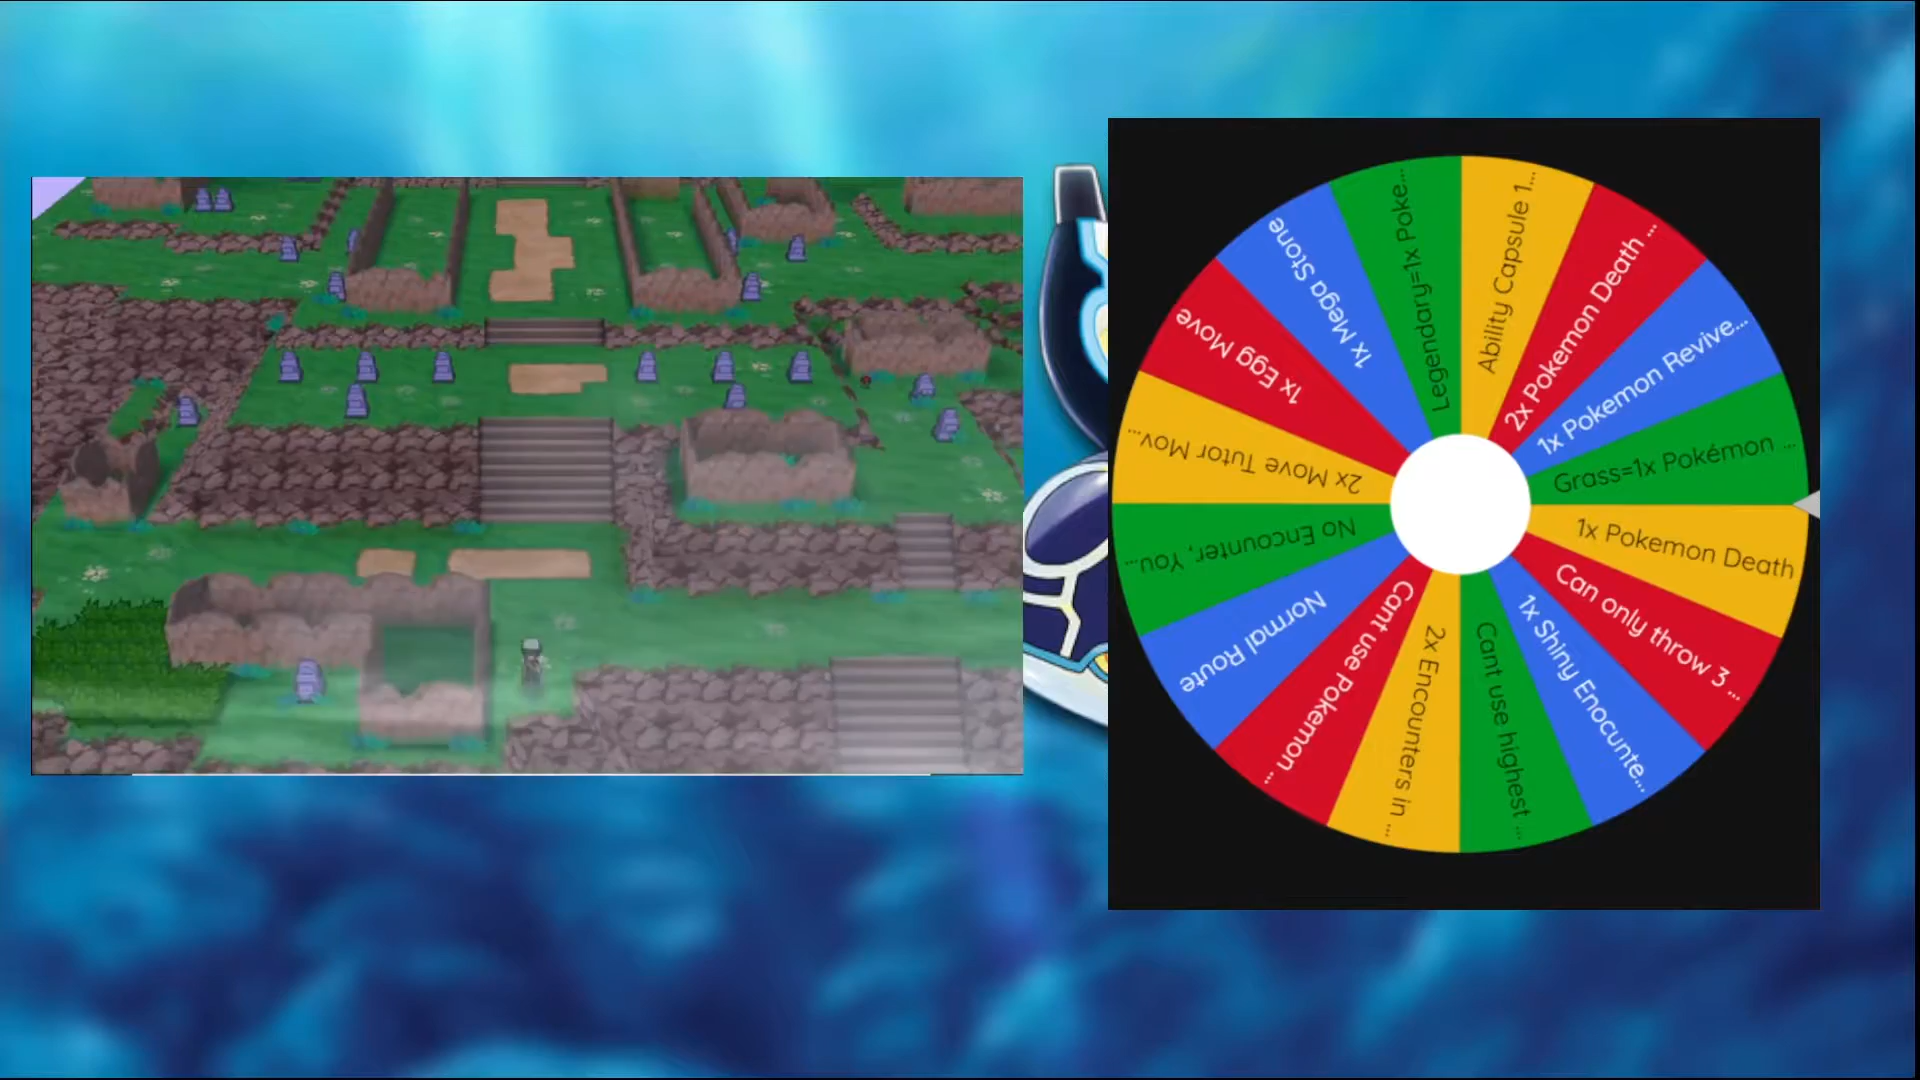 Legendary=1x Poke...
Ability Capsule 1...
2x Pokemon Death ...
1x Pokemon Revive...
Grass=1x Pokémon ...
1x Pokemon Death
Can only throw 3 ...
1x Shiny Enocunte...
Cant use highest ...
2x Encounters in ...
Cant use Pokemon ...
Normal Route
No Encounter, You...
2x Move Tutor Mov...
1x Egg Move
1x Mega Stone